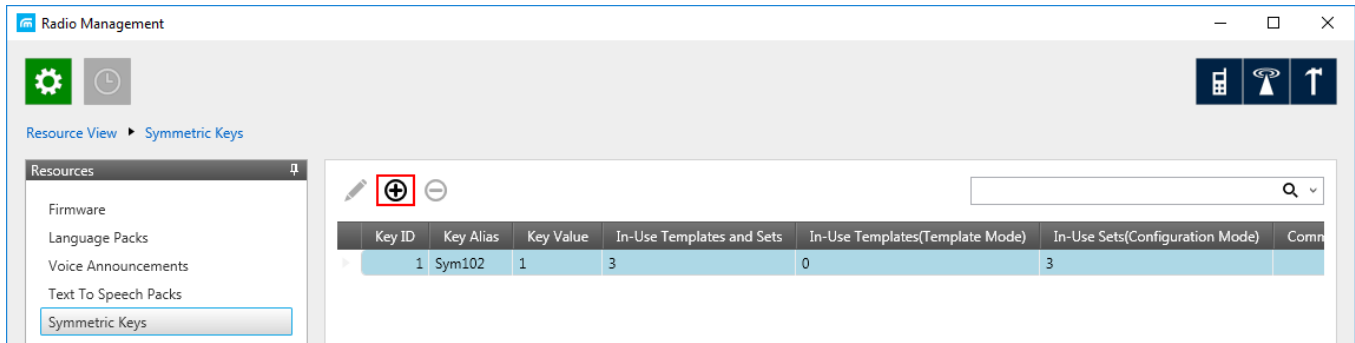 Radio Management
Resource View ▶ Symmetric Keys
Resources
Firmware
Language Packs
Voice Announcements
Text To Speech Packs
Symmetric Keys
Key ID Key Alias Key Value In-Use Templates and Sets In-Use Templates(Template Mode) In-Use Sets(Configuration Mode) Comm
1 Sym102 1 3 0 3